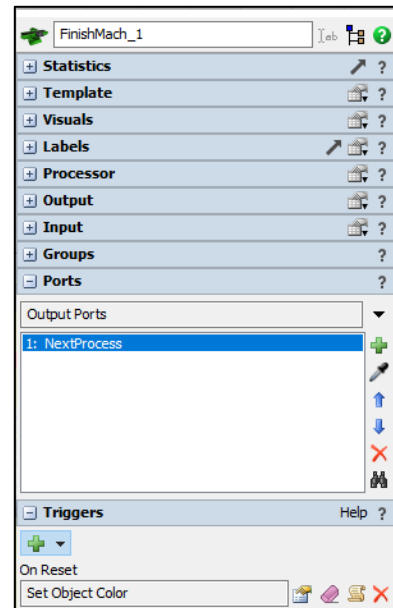 FinishMach_1
Statistics ?
Template ?
Visuals ?
Labels ?
Processor ?
Output ?
Input ?
Groups ?
Ports ?
Output Ports
1: NextProcess
Triggers Help ?
On Reset
Set Object Color